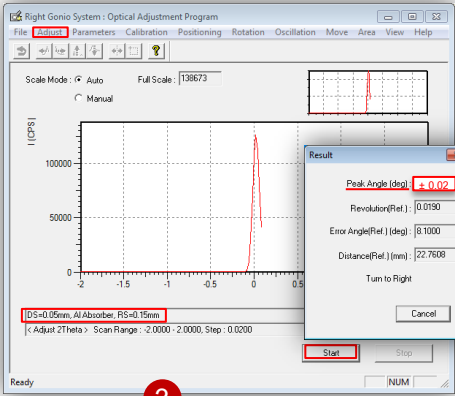 Right Gonio System : Optical Adjustment Program
File Adjust Parameters Calibration Positioning Rotation Oscillation Move Area View Help
Scale Mode : Auto Full Scale : 138673
Manual
I (CPS)
100000
50000
0
-2 -1.5 -1 -0.5 0 0.5
Result
Peak Angle (deg) : ± 0.02
Revolution(Ref.) : 0.0190
Error Angle(Ref.) (deg) : 8.1000
Distance(Ref.) (mm) : 22.7608
Turn to Right
Cancel
DS=0.05mm, Al Absorber, RS=0.15mm
< Adjust 2Theta > Scan Range : -2.0000 - 2.0000, Step : 0.0200
Start Stop
Ready NUM